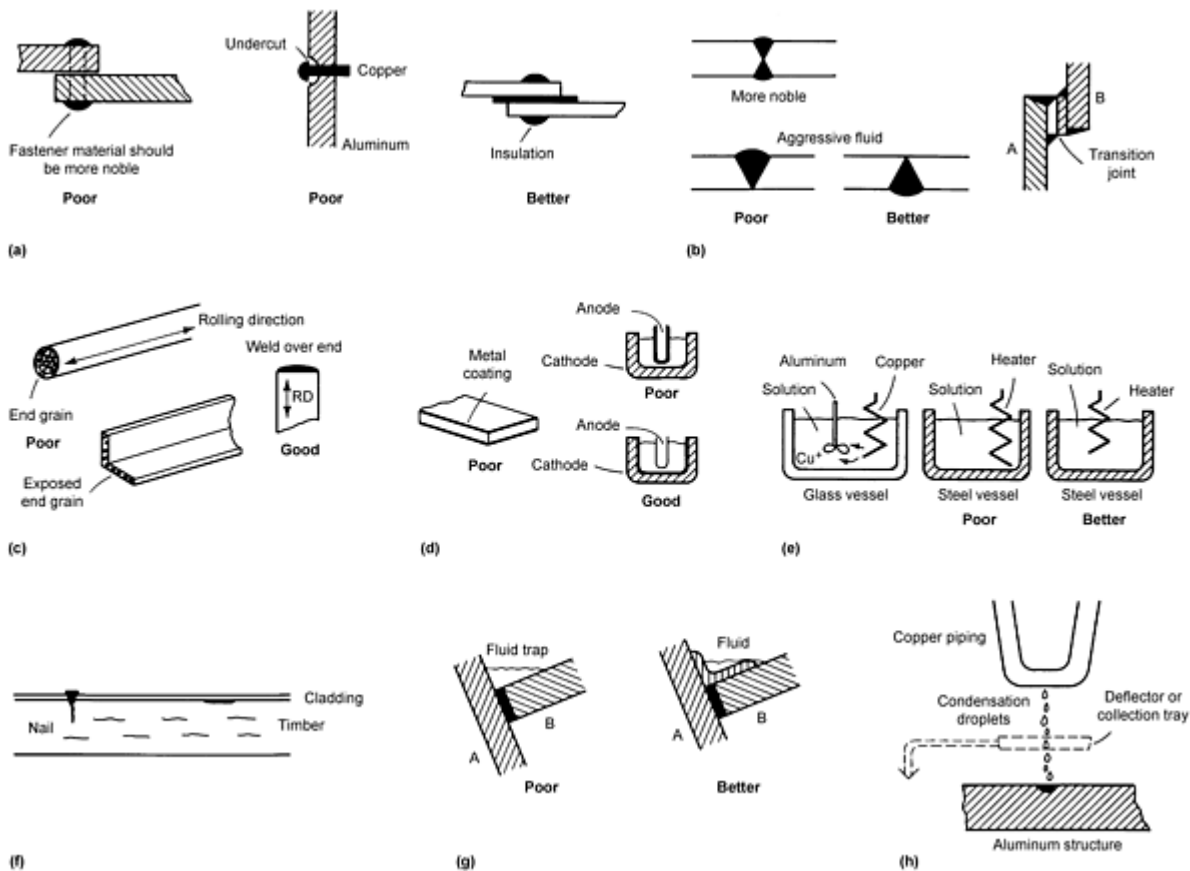 Undercut
Copper
Fastener material should
be more noble
Poor
Aluminum
Poor
Insulation
Better
(a)
More noble
Aggressive fluid
Poor
Better
A
B
Transition
joint
(b)
Rolling direction
End grain
Poor
Weld over end
RD
Good
Exposed
end grain
(c)
Metal
coating
Poor
Anode
Cathode
Poor
Anode
Cathode
Good
(d)
Aluminum
Solution
Copper
Cu+
Glass vessel
Solution
Heater
Steel vessel
Poor
Solution
Heater
Steel vessel
Better
(e)
Cladding
Nail
Timber
(f)
Fluid trap
A
B
Poor
Fluid
A
B
Better
(g)
Copper piping
Condensation
droplets
Deflector or
collection tray
Aluminum structure
(h)